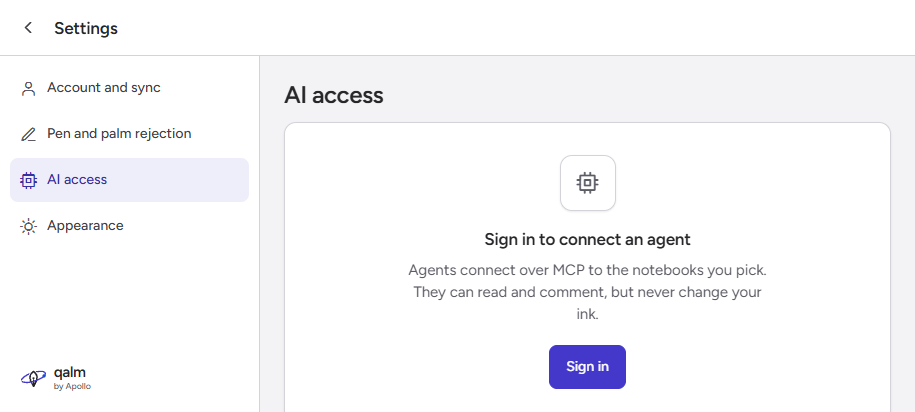 Settings
Account and sync
Pen and palm rejection
AI access
Appearance
qalm
by Apollo
AI access
Sign in to connect an agent
Agents connect over MCP to the notebooks you pick.
They can read and comment, but never change your
ink.
Sign in